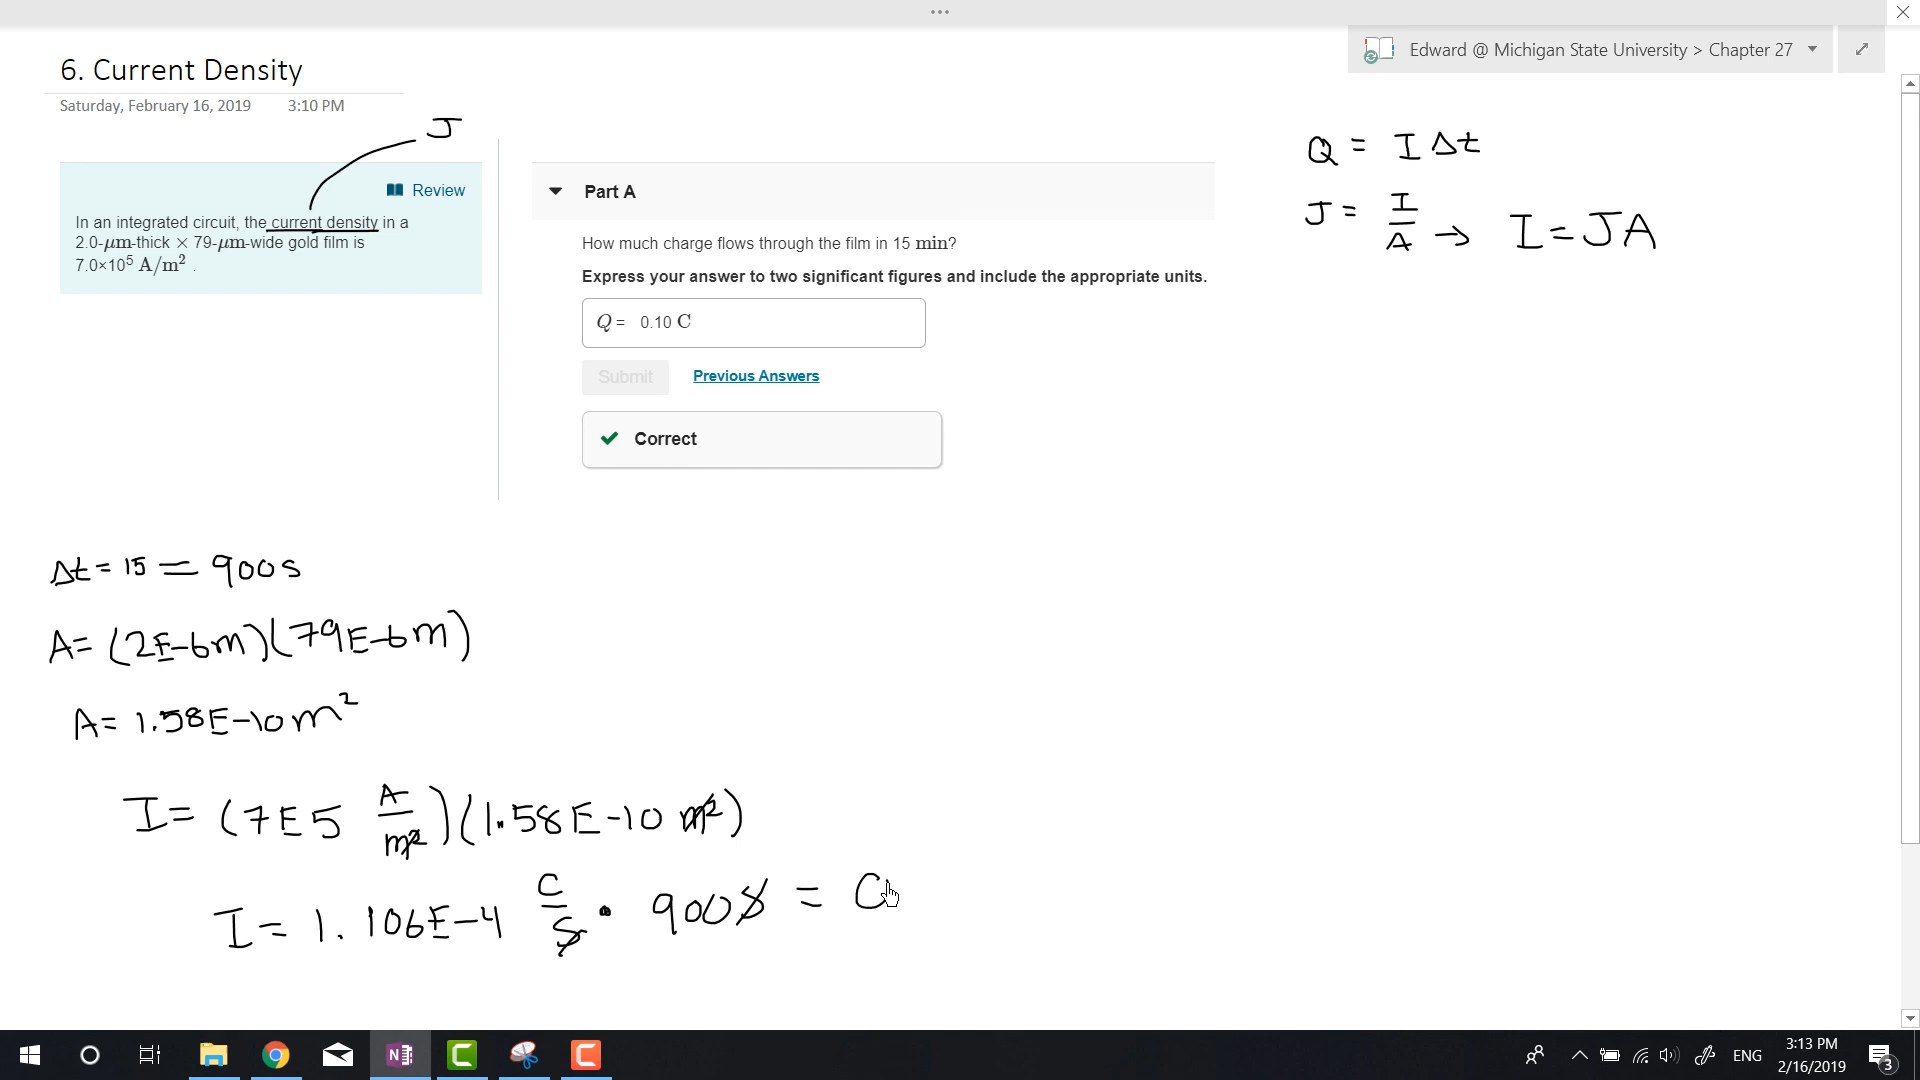 Edward @ Michigan State University > Chapter 27
6. Current Density
Saturday, February 16, 2019 3:10 PM
J
Review
In an integrated circuit, the current density in a
2.0-μm-thick × 79-μm-wide gold film is
7.0×10⁵ A/m² .
Part A
How much charge flows through the film in 15 min?
Express your answer to two significant figures and include the appropriate units.
Q = 0.10 C
Submit Previous Answers
Correct
Q = I Δt
J = I/A → I = JA
Δt = 15 = 900s
A = (2E-6m)(79E-6m)
A = 1.58E-10m²
I = (7E5 A/m²)(1.58E-10 m²)
I = 1.106E-4 C/s · 900s = C
ENG
3:13 PM
2/16/2019
3